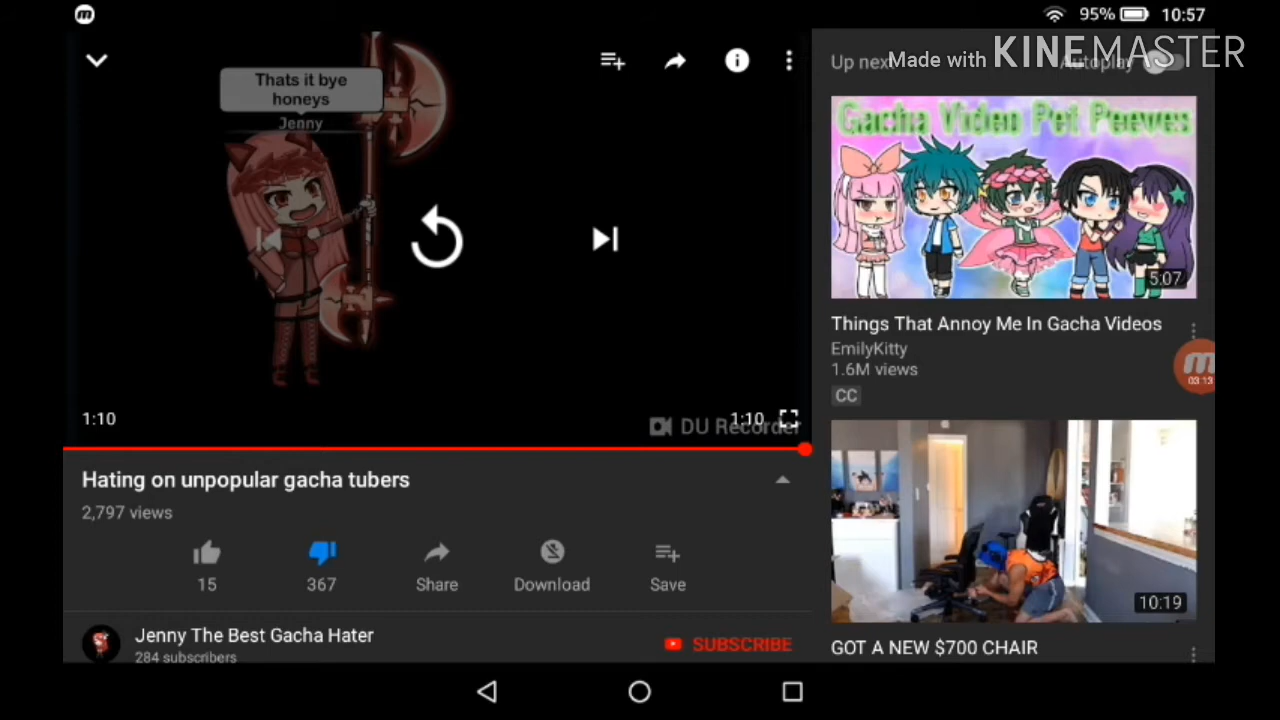 95% 10:57
Made with KINEMASTER
Thats it bye
honeys
Jenny
Up next
Autoplay
Gacha Video Pet Peeves
5:07
Things That Annoy Me In Gacha Videos
EmilyKitty
1.6M views
CC
03:13
1:10
1:10
DU Recorder
Hating on unpopular gacha tubers
2,797 views
15
367
Share
Download
Save
Jenny The Best Gacha Hater
284 subscribers
SUBSCRIBE
10:19
GOT A NEW $700 CHAIR